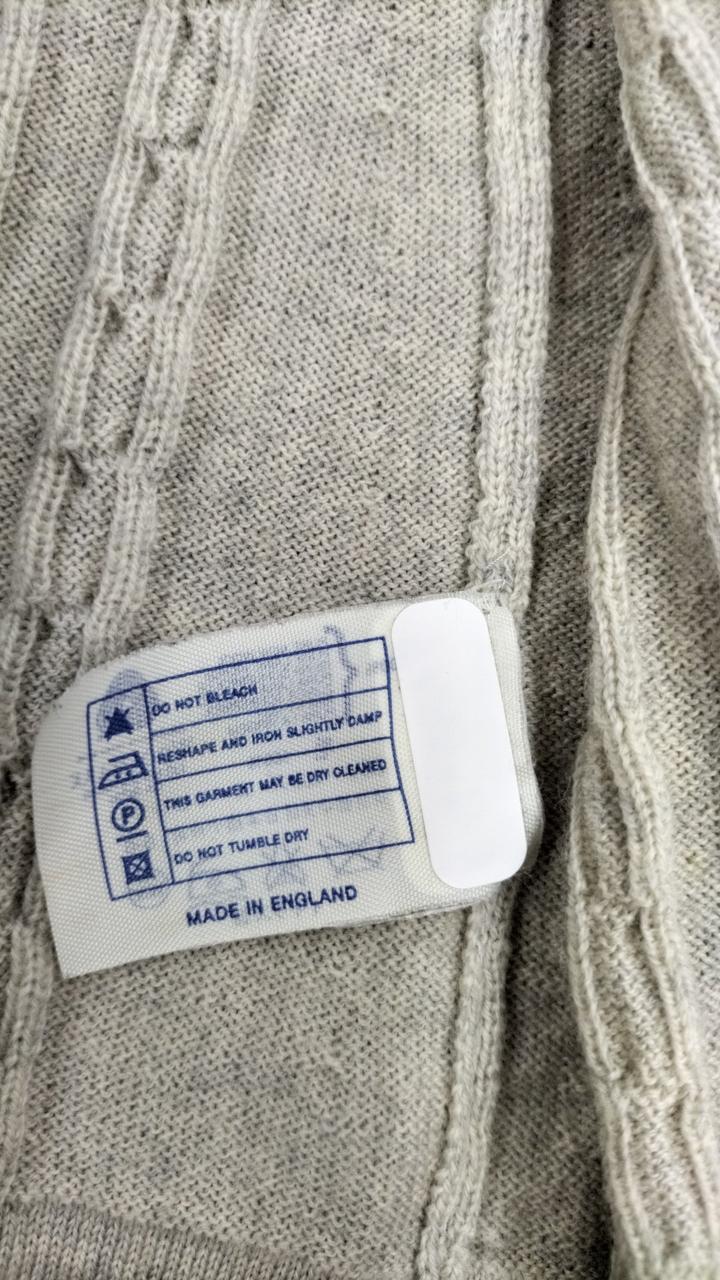 DO NOT BLEACH
RESHAPE AND IRON SLIGHTLY DAMP
P
THIS GARMENT MAY BE DRY CLEANED
DO NOT TUMBLE DRY
MADE IN ENGLAND